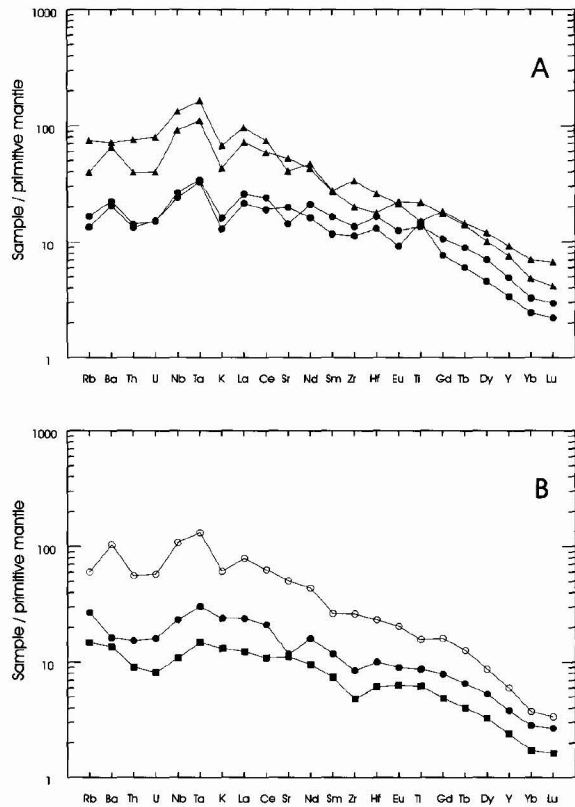 1000
A
100
Sample / primitive mantle
10
1
Rb Ba Th U Nb Ta K La Ce Sr Nd Sm Zr Hf Eu Ti Gd Tb Dy Y Yb Lu
1000
B
100
Sample / primitive mantle
10
1
Rb Ba Th U Nb Ta K La Ce Sr Nd Sm Zr Hf Eu Ti Gd Tb Dy Y Yb Lu